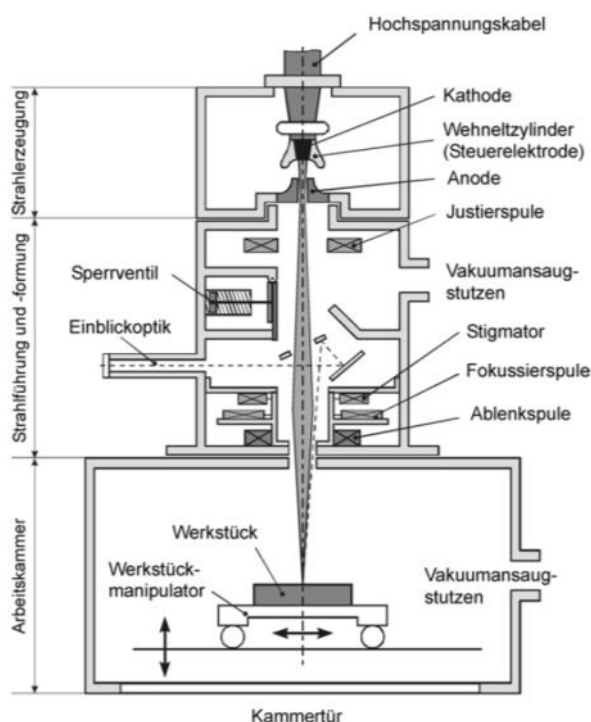 Hochspannungskabel
Kathode
Wehneltzylinder
(Steuerelektrode)
Anode
Justierspule
Strahlerzeugung
Sperrventil
Vakuumansaug-
stutzen
Einblickoptik
Stigmator
Fokussierspule
Ablenkspule
Strahlführung und -formung
Werkstück
Werkstück-
manipulator
Vakuumansaug-
stutzen
Arbeitskammer
Kammertür